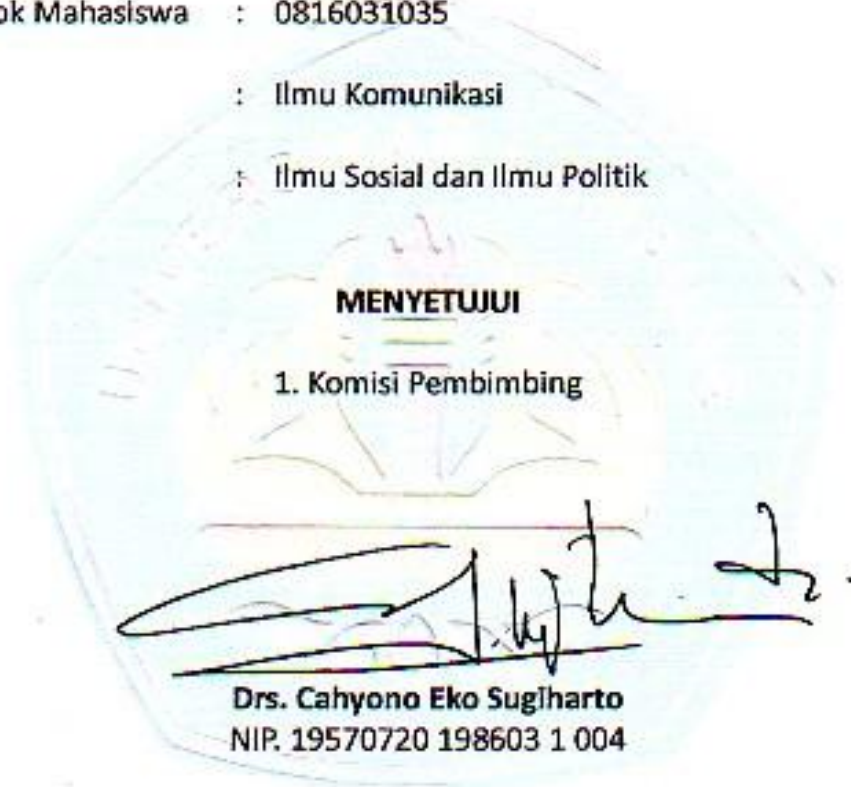 ok Mahasiswa : 0816031035
: Ilmu Komunikasi
: Ilmu Sosial dan Ilmu Politik
MENYETUJUI
1. Komisi Pembimbing
Drs. Cahyono Eko Sugiharto
NIP. 19570720 198603 1 004